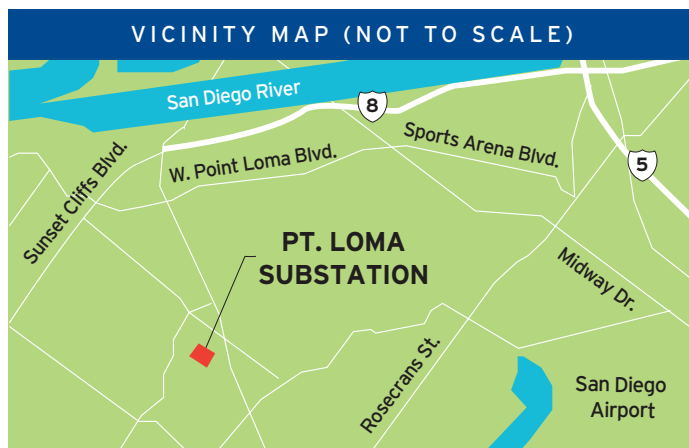 VICINITY MAP (NOT TO SCALE)
San Diego River
8
Sports Arena Blvd.
W. Point Loma Blvd.
5
Sunset Cliffs Blvd.
PT. LOMA
SUBSTATION
Midway Dr.
Rosecrans St.
San Diego
Airport